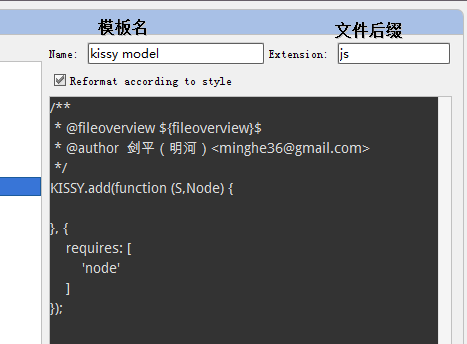 模板名 文件后缀
Name: kissy model Extension: js
Reformat according to style
/**
 * @fileoverview ${fileoverview}$
 * @author 剑平（明河）<minghe36@gmail.com>
 */
KISSY.add(function (S,Node) {
}, {
    requires: [
        'node'
    ]
});